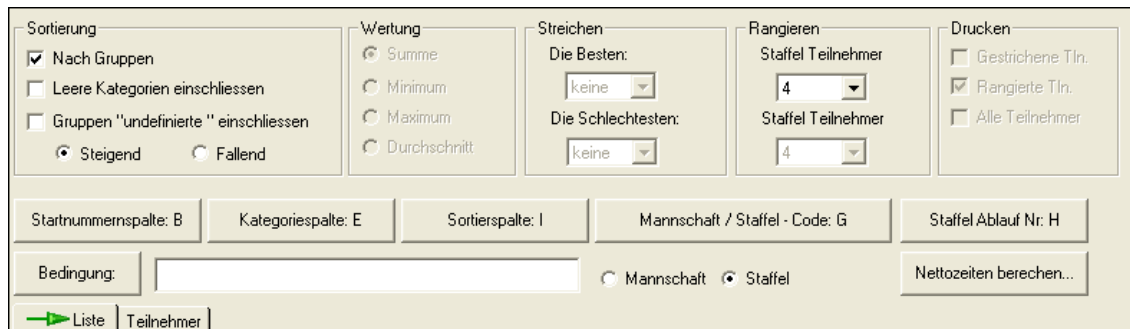 Sortierung
Nach Gruppen
Leere Kategorien einschliessen
Gruppen "undefinierte " einschliessen
Steigend Fallend
Wertung
Summe
Minimum
Maximum
Durchschnitt
Streichen
Die Besten:
keine
Die Schlechtesten:
keine
Rangieren
Staffel Teilnehmer
4
Staffel Teilnehmer
4
Drucken
Gestrichene Tln.
Rangierte Tln.
Alle Teilnehmer
Startnummernspalte: B Kategoriespalte: E Sortierspalte: I Mannschaft / Staffel - Code: G Staffel Ablauf Nr: H
Bedingung: Mannschaft Staffel Nettozeiten berechen...
Liste Teilnehmer